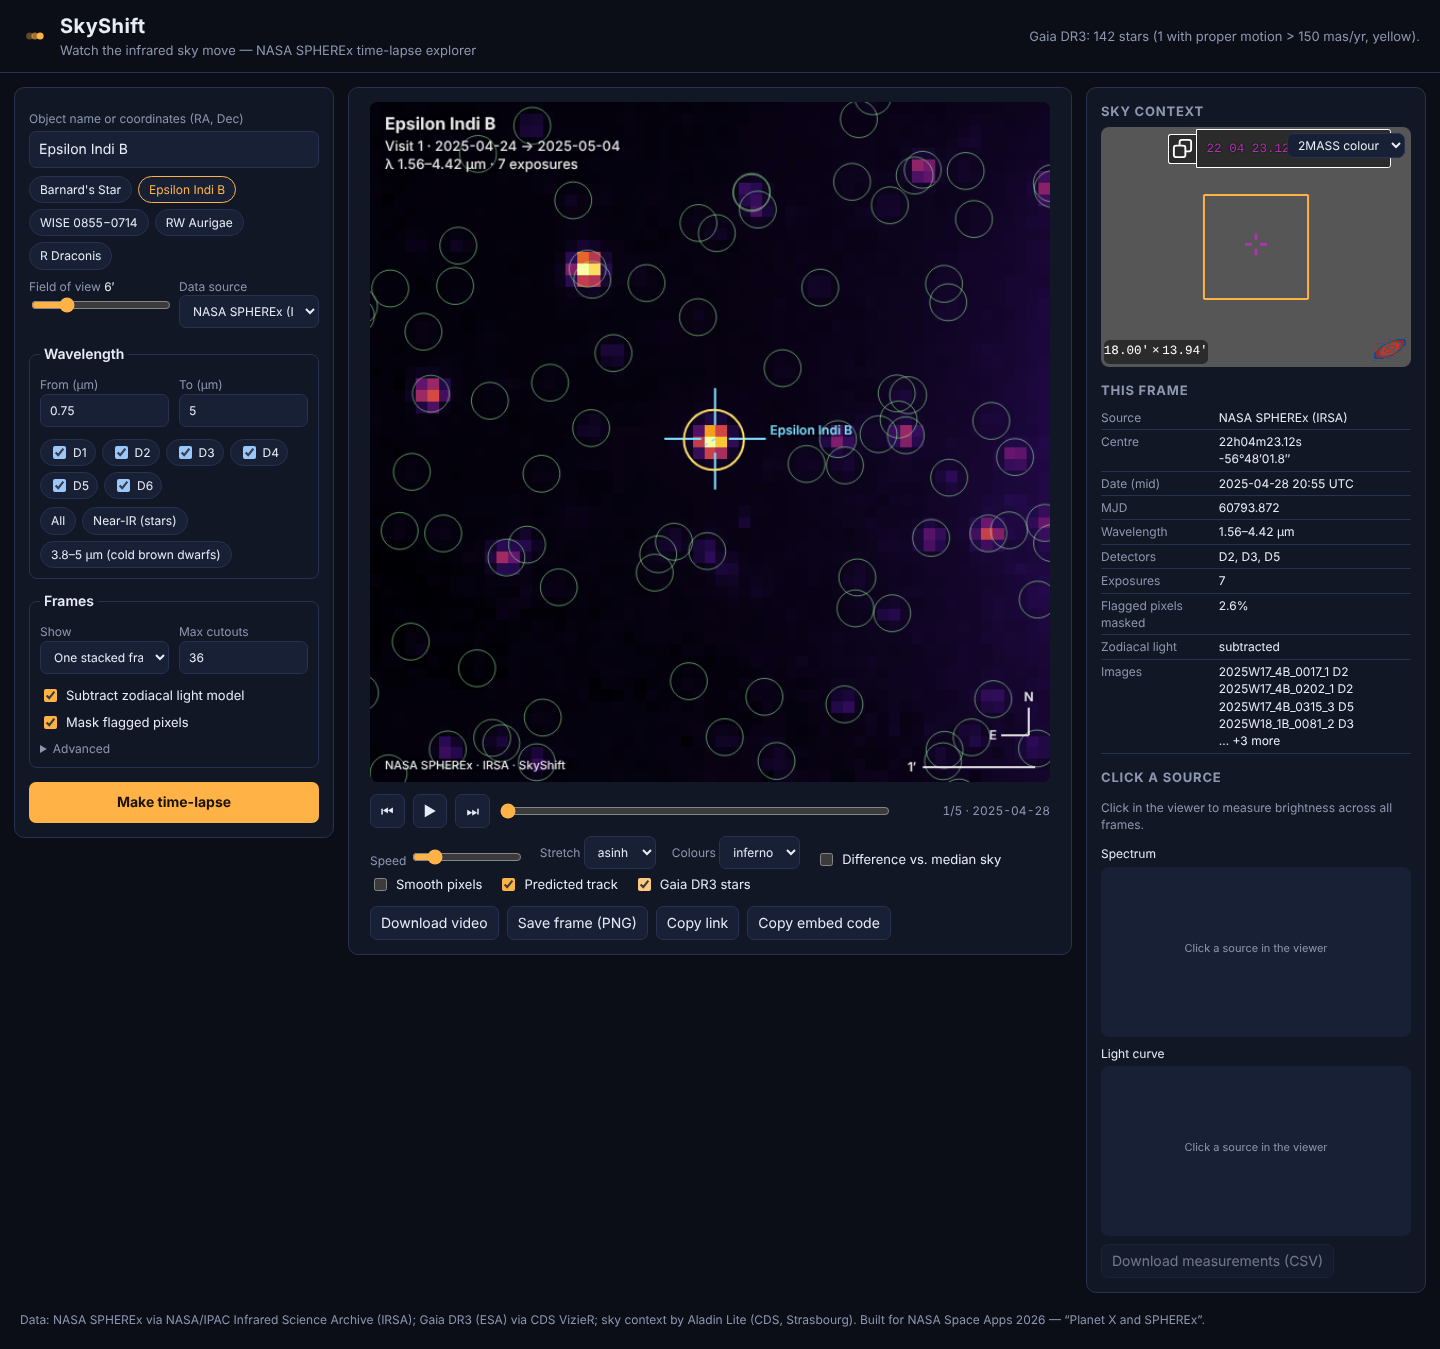 SkyShift
Watch the infrared sky move — NASA SPHEREx time-lapse explorer
Gaia DR3: 142 stars (1 with proper motion > 150 mas/yr, yellow).
Object name or coordinates (RA, Dec)
Epsilon Indi B
Barnard's Star
Epsilon Indi B
WISE 0855−0714
RW Aurigae
R Draconis
Field of view 6′
Data source
NASA SPHEREx (I
Wavelength
From (µm)
To (µm)
0.75
5
D1
D2
D3
D4
D5
D6
All
Near-IR (stars)
3.8–5 µm (cold brown dwarfs)
Frames
Show
Max cutouts
One stacked fra
36
Subtract zodiacal light model
Mask flagged pixels
Advanced
Make time-lapse
Epsilon Indi B
Visit 1 · 2025-04-24 → 2025-05-04
λ 1.56–4.42 µm · 7 exposures
Epsilon Indi B
N
E
1′
NASA SPHEREx · IRSA · SkyShift
1/5 · 2025-04-28
Speed
Stretch
asinh
Colours
inferno
Difference vs. median sky
Smooth pixels
Predicted track
Gaia DR3 stars
Download video
Save frame (PNG)
Copy link
Copy embed code
SKY CONTEXT
22 04 23.12
2MASS colour
18.00' × 13.94'
THIS FRAME
Source NASA SPHEREx (IRSA)
Centre 22h04m23.12s
-56°48′01.8″
Date (mid) 2025-04-28 20:55 UTC
MJD 60793.872
Wavelength 1.56–4.42 µm
Detectors D2, D3, D5
Exposures 7
Flagged pixels 2.6%
masked
Zodiacal light subtracted
Images 2025W17_4B_0017_1 D2
2025W17_4B_0202_1 D2
2025W17_4B_0315_3 D5
2025W18_1B_0081_2 D3
… +3 more
CLICK A SOURCE
Click in the viewer to measure brightness across all
frames.
Spectrum
Click a source in the viewer
Light curve
Click a source in the viewer
Download measurements (CSV)
Data: NASA SPHEREx via NASA/IPAC Infrared Science Archive (IRSA); Gaia DR3 (ESA) via CDS VizieR; sky context by Aladin Lite (CDS, Strasbourg). Built for NASA Space Apps 2026 — “Planet X and SPHEREx”.